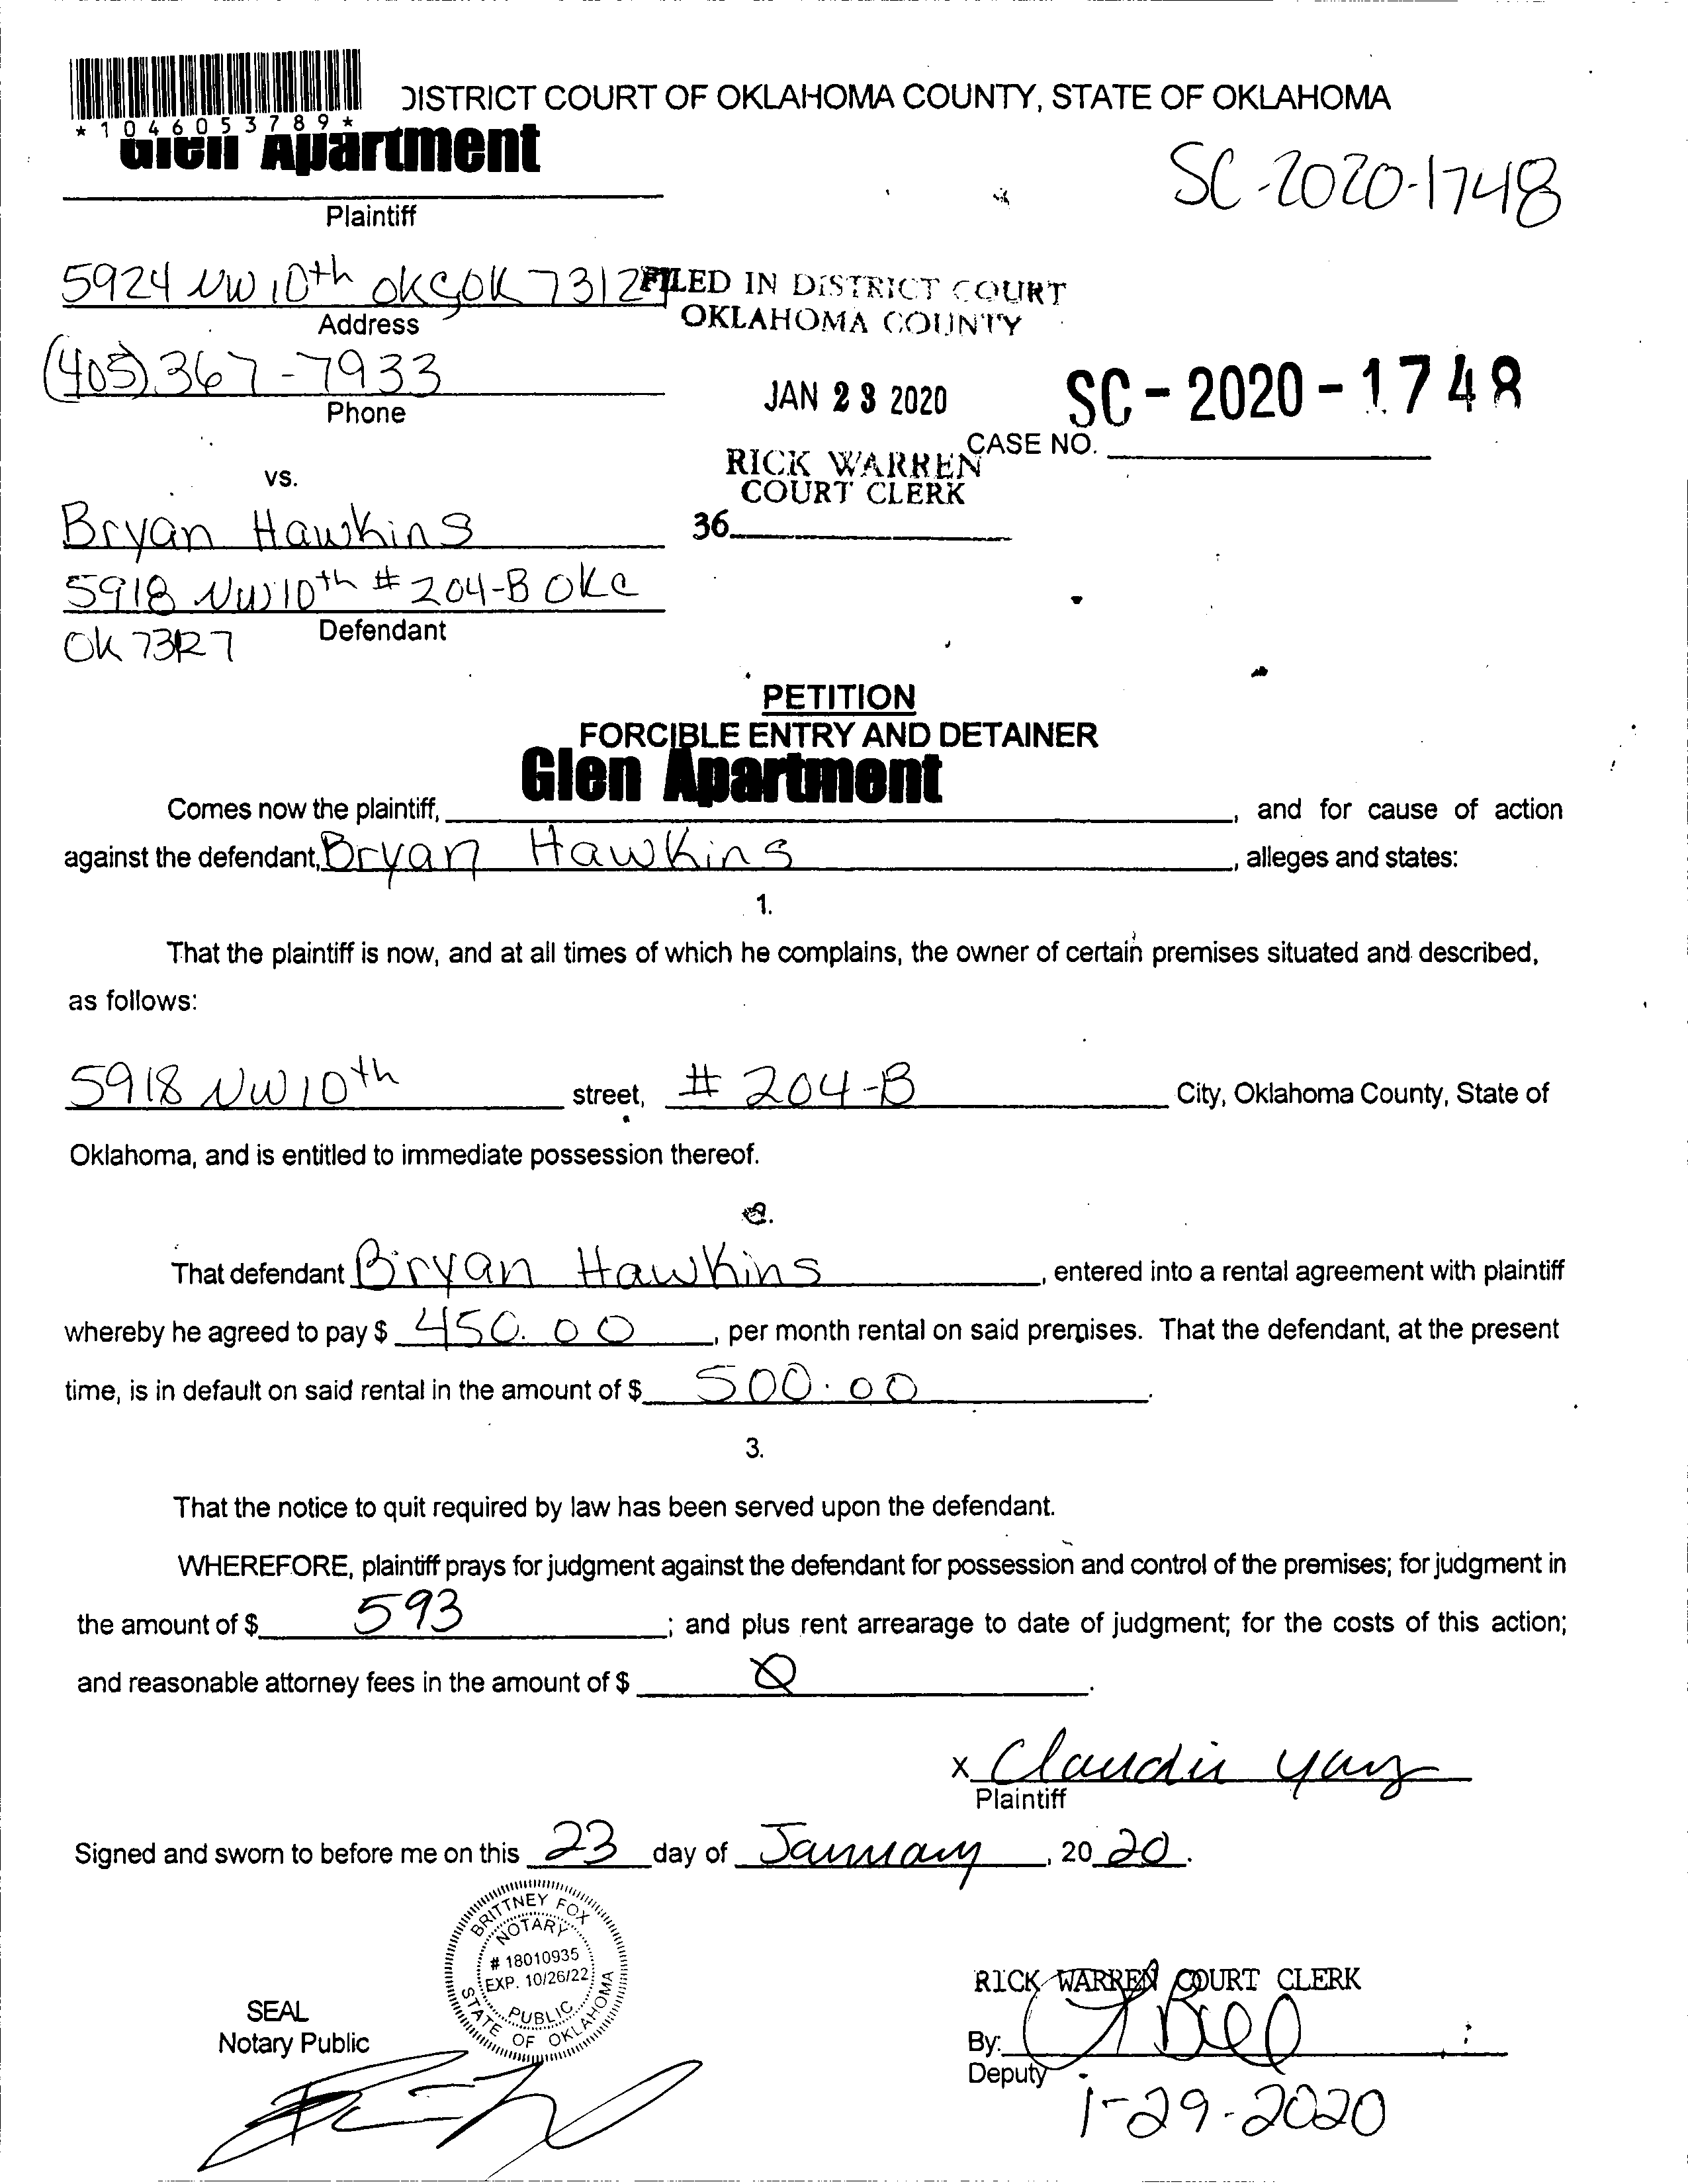 DISTRICT COURT OF OKLAHOMA COUNTY, STATE OF OKLAHOMA
*1046053789*
Glen Apartment
SC-2020-1748
Plaintiff
5924 NW 10th OKC, OK 73127
FILED IN DISTRICT COURT
OKLAHOMA COUNTY
Address
(405) 367-7933
Phone
JAN 23 2020
SC-2020-1748
CASE NO.
RICK WARREN
COURT CLERK
36
vs.
Bryan Hawkins
5918 NW 10th # 204-B OKC
OK 73127
Defendant
PETITION
FORCIBLE ENTRY AND DETAINER
Glen Apartment
Comes now the plaintiff, , and for cause of action
against the defendant, Bryan Hawkins, alleges and states:
1.
That the plaintiff is now, and at all times of which he complains, the owner of certain premises situated and described,
as follows:
5918 NW 10th street, # 204-B City, Oklahoma County, State of
Oklahoma, and is entitled to immediate possession thereof.
2.
That defendant Bryan Hawkins, entered into a rental agreement with plaintiff
whereby he agreed to pay $ 450.00, per month rental on said premises. That the defendant, at the present
time, is in default on said rental in the amount of $ 500.00.
3.
That the notice to quit required by law has been served upon the defendant.
WHEREFORE, plaintiff prays for judgment against the defendant for possession and control of the premises; for judgment in
the amount of $ 593; and plus rent arrearage to date of judgment; for the costs of this action;
and reasonable attorney fees in the amount of $ 0.
x Claudia
Plaintiff
Signed and sworn to before me on this 23 day of January, 2020.
BRITTNEY FOX
NOTARY
# 18010935
EXP. 10/26/22
PUBLIC
STATE OF OKLAHOMA
SEAL
Notary Public
RICK WARREN COURT CLERK
By:
Deputy
1-29-2020